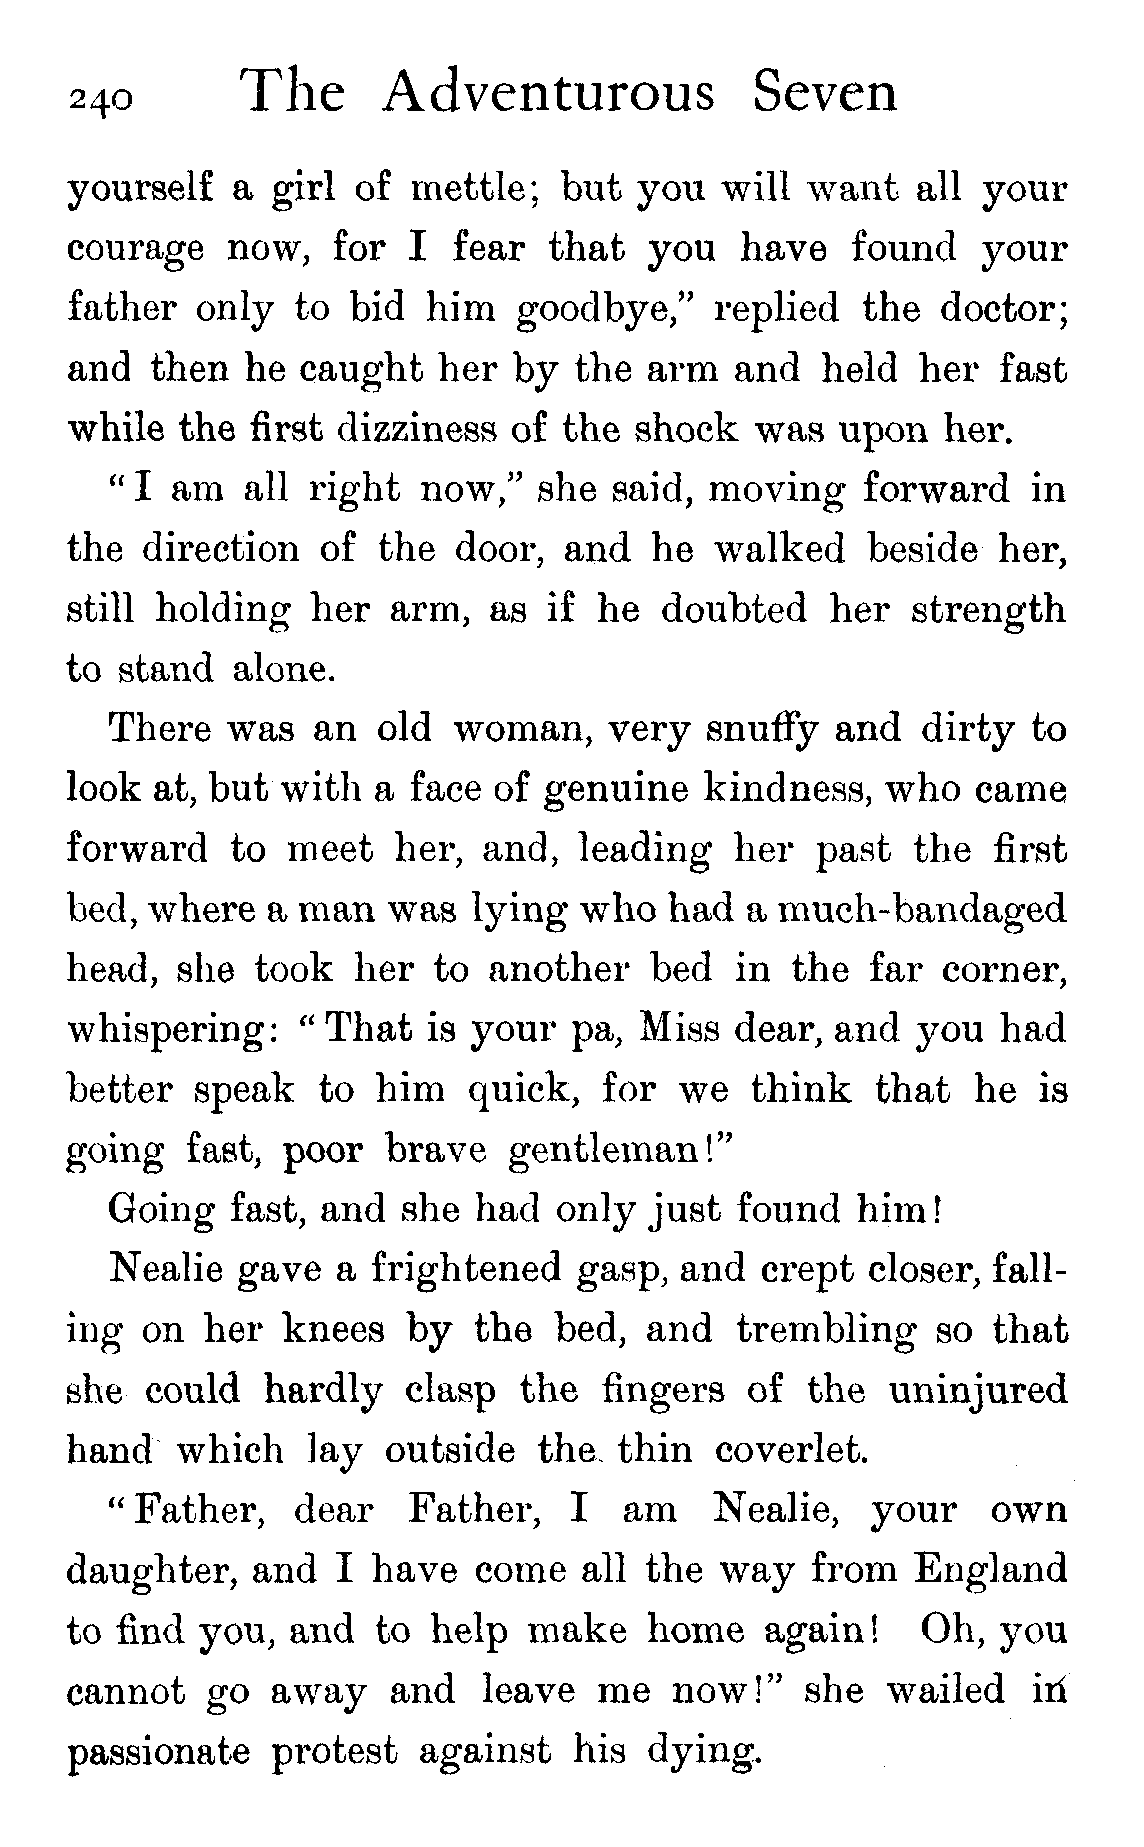 240 The Adventurous Seven
yourself a girl of mettle; but you will want all your
courage now, for I fear that you have found your
father only to bid him goodbye,” replied the doctor;
and then he caught her by the arm and held her fast
while the first dizziness of the shock was upon her.
“I am all right now,” she said, moving forward in
the direction of the door, and he walked beside her,
still holding her arm, as if he doubted her strength
to stand alone.
There was an old woman, very snuffy and dirty to
look at, but with a face of genuine kindness, who came
forward to meet her, and, leading her past the first
bed, where a man was lying who had a much-bandaged
head, she took her to another bed in the far corner,
whispering: “That is your pa, Miss dear, and you had
better speak to him quick, for we think that he is
going fast, poor brave gentleman!”
Going fast, and she had only just found him!
Nealie gave a frightened gasp, and crept closer, fall-
ing on her knees by the bed, and trembling so that
she could hardly clasp the fingers of the uninjured
hand which lay outside the thin coverlet.
“Father, dear Father, I am Nealie, your own
daughter, and I have come all the way from England
to find you, and to help make home again! Oh, you
cannot go away and leave me now!” she wailed in
passionate protest against his dying.